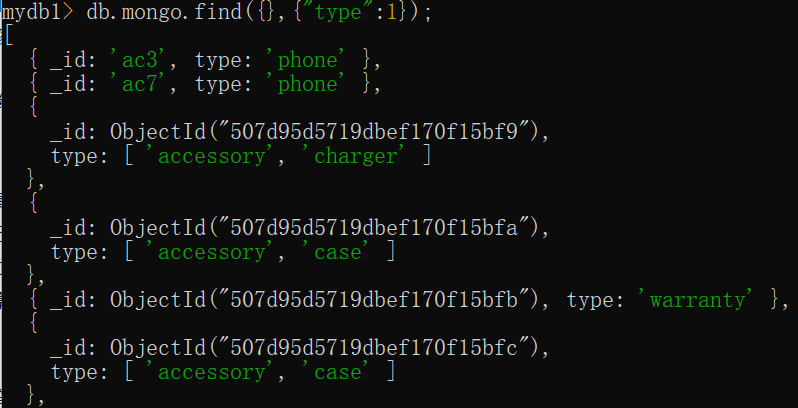 mydb1> db.mongo.find({},{"type":1});
[
  { _id: 'ac3', type: 'phone' },
  { _id: 'ac7', type: 'phone' },
  {
    _id: ObjectId("507d95d5719dbef170f15bf9"),
    type: [ 'accessory', 'charger' ]
  },
  {
    _id: ObjectId("507d95d5719dbef170f15bfa"),
    type: [ 'accessory', 'case' ]
  },
  { _id: ObjectId("507d95d5719dbef170f15bfb"), type: 'warranty' },
  {
    _id: ObjectId("507d95d5719dbef170f15bfc"),
    type: [ 'accessory', 'case' ]
  },